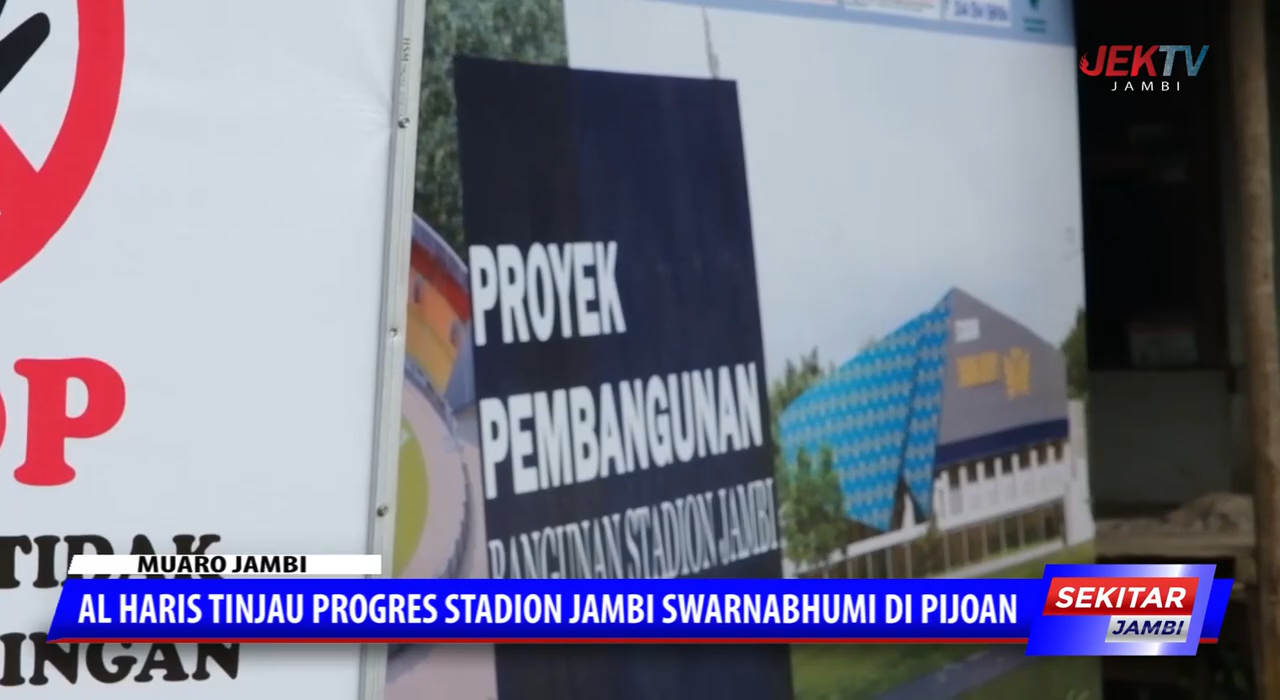 JEKTV
JAMBI
PROYEK
PEMBANGUNAN
BANGUNAN STADION JAMBI
OP
TIDAK
INGAN
MUARO JAMBI
AL HARIS TINJAU PROGRES STADION JAMBI SWARNABHUMI DI PIJOAN
SEKITAR
JAMBI